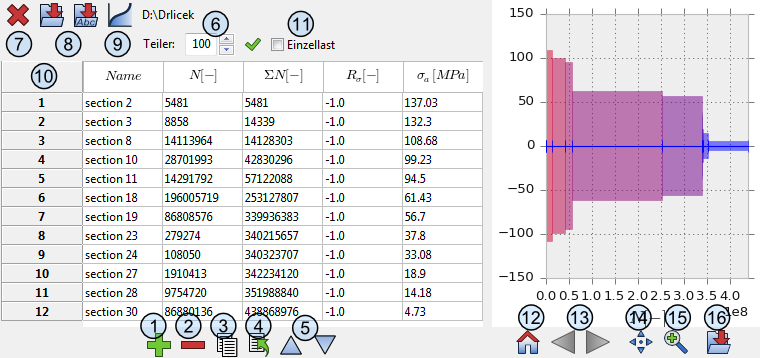 D:\Drlicek
6
11
7
8
9
Teiler: 100 Einzellast
Abc
10 Name N[−] ΣN[−] Rσ[−] σa [MPa]
1 section 2 5481 5481 -1.0 137.03
2 section 3 8858 14339 -1.0 132.3
3 section 8 14113964 14128303 -1.0 108.68
4 section 10 28701993 42830296 -1.0 99.23
5 section 11 14291792 57122088 -1.0 94.5
6 section 18 196005719 253127807 -1.0 61.43
7 section 19 86808576 339936383 -1.0 56.7
8 section 23 279274 340215657 -1.0 37.8
9 section 24 108050 340323707 -1.0 33.08
10 section 27 1910413 342234120 -1.0 18.9
11 section 28 9754720 351988840 -1.0 14.18
12 section 30 86880136 438868976 -1.0 4.73
1 2 3 4 5
150
100
50
0
−50
−100
−150
0.0 0.5 1.0 1.5 2.0 2.5 3.0 3.5 4.0
1e8
12 13 14 15 16